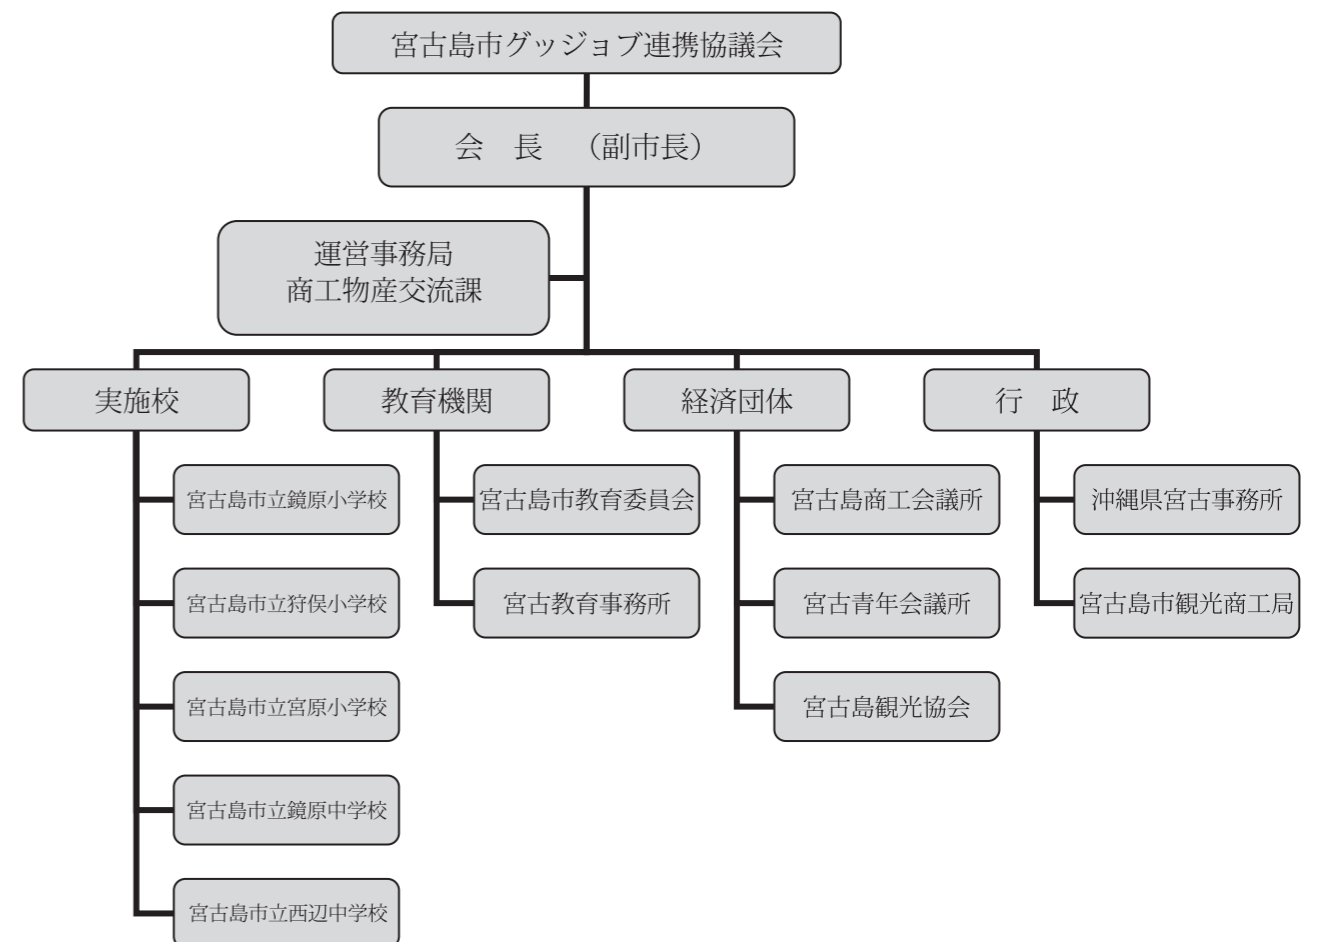 宮古島市グッジョブ連携協議会
会　長　（副市長）
運営事務局
商工物産交流課
実施校
宮古島市立鏡原小学校
宮古島市立狩俣小学校
宮古島市立宮原小学校
宮古島市立鏡原中学校
宮古島市立西辺中学校
教育機関
宮古島市教育委員会
宮古教育事務所
経済団体
宮古島商工会議所
宮古青年会議所
宮古島観光協会
行　政
沖縄県宮古事務所
宮古島市観光商工局